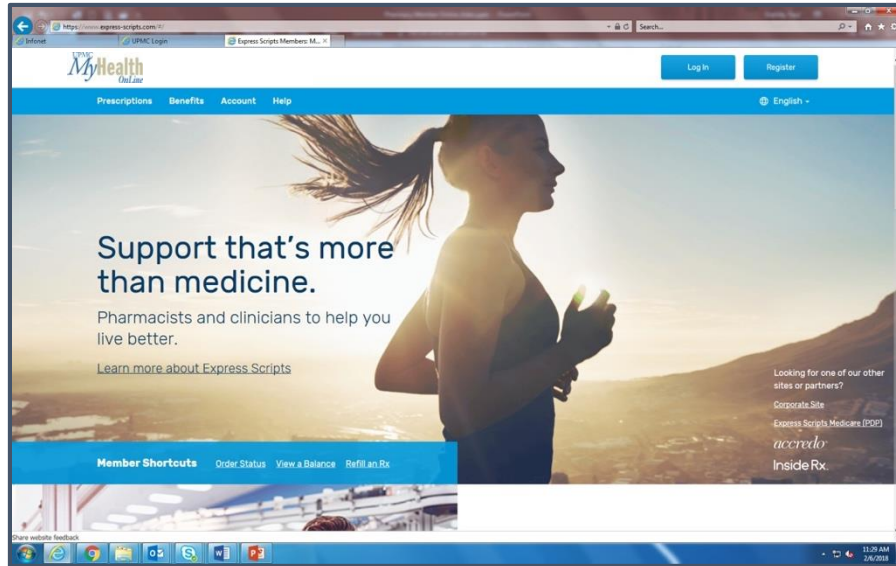 https://www.express-scripts.com/#/
Search...
Infonet
UPMC Login
Express Scripts Members: M...
UPMC
MyHealth
OnLine
Log In
Register
Prescriptions
Benefits
Account
Help
English
Support that's more
than medicine.
Pharmacists and clinicians to help you
live better.
Learn more about Express Scripts
Looking for one of our other
sites or partners?
Corporate Site
Express Scripts Medicare (PDP)
accredo
InsideRx.
Member Shortcuts
Order Status
View a Balance
Refill an Rx
Share website feedback
11:29 AM
2/6/2018